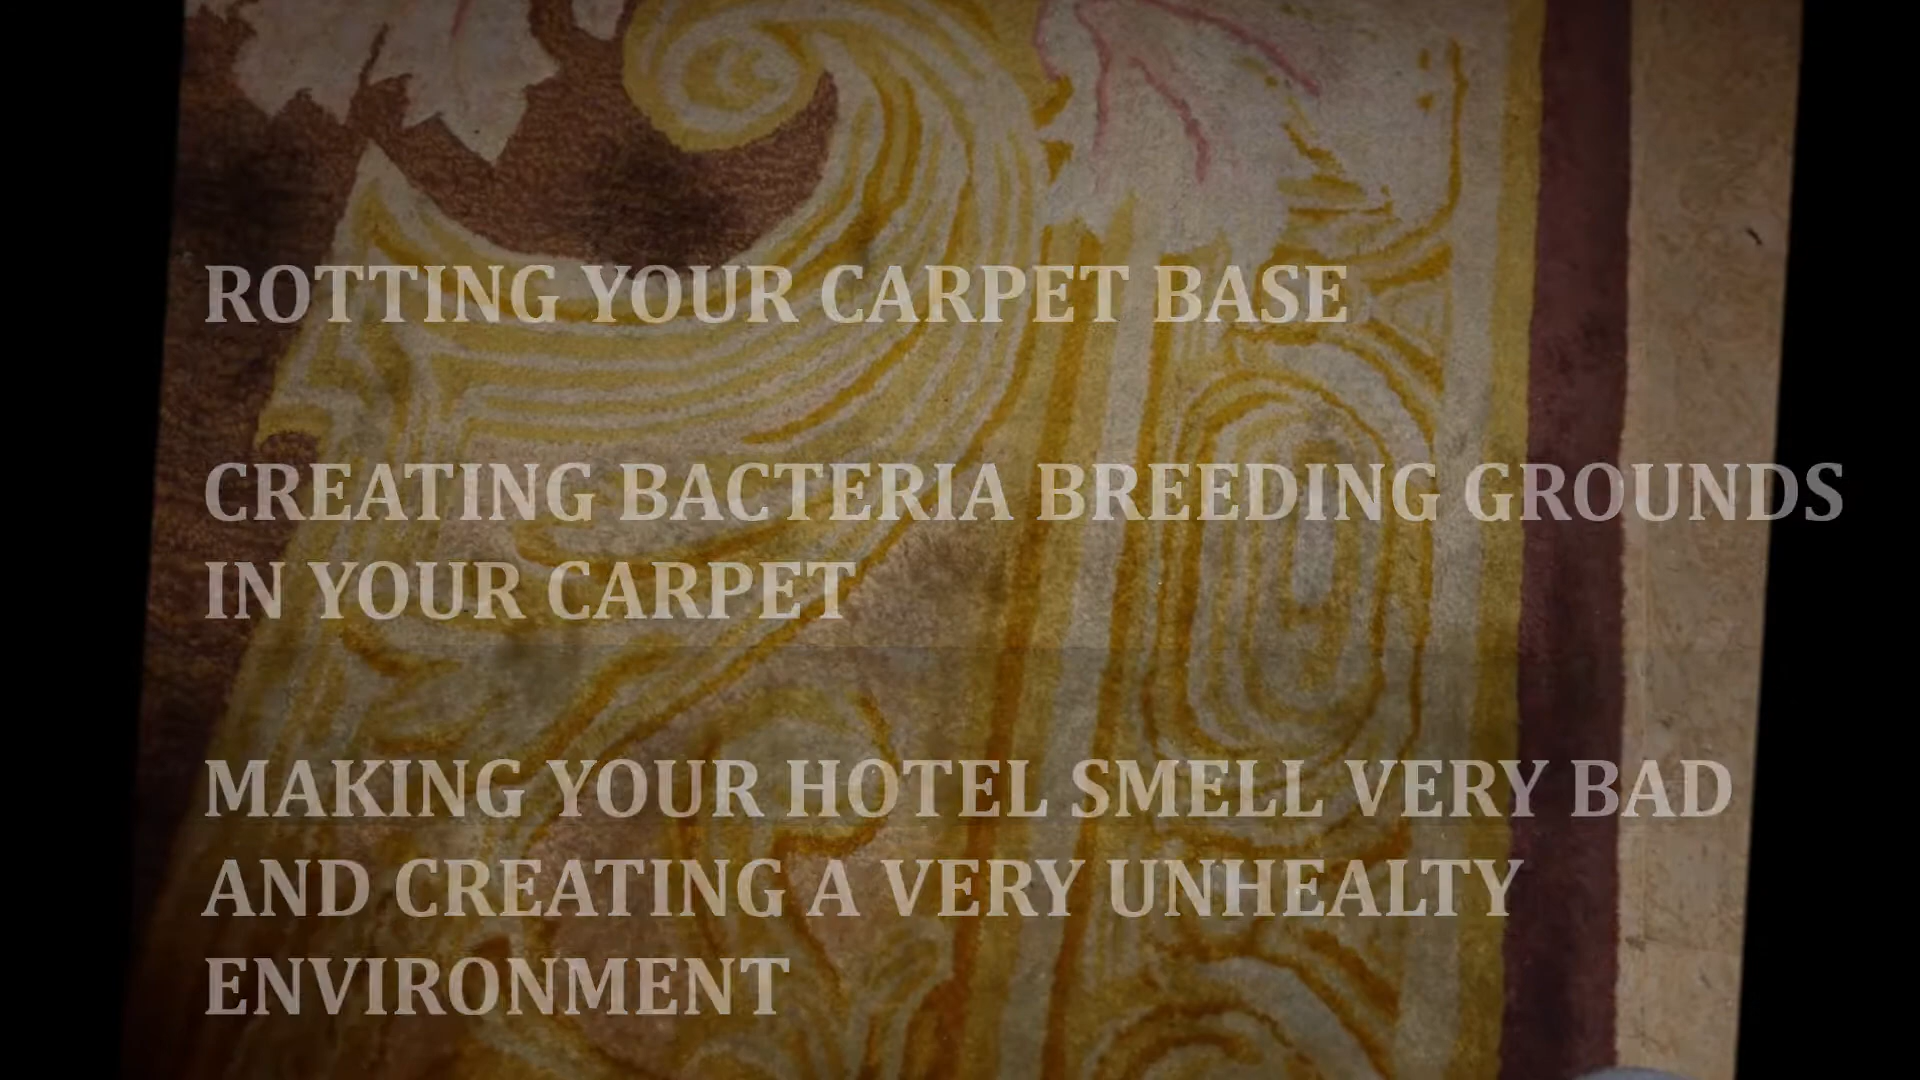 ROTTING YOUR CARPET BASE
CREATING BACTERIA BREEDING GROUNDS
IN YOUR CARPET
MAKING YOUR HOTEL SMELL VERY BAD
AND CREATING A VERY UNHEALTY
ENVIRONMENT